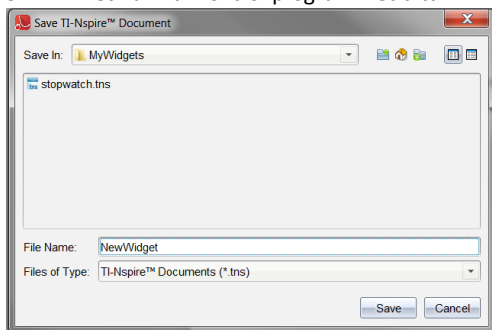 Save TI-Nspire™ Document
Save In: MyWidgets
stopwatch.tns
File Name: NewWidget
Files of Type: TI-Nspire™ Documents (*.tns)
Save Cancel